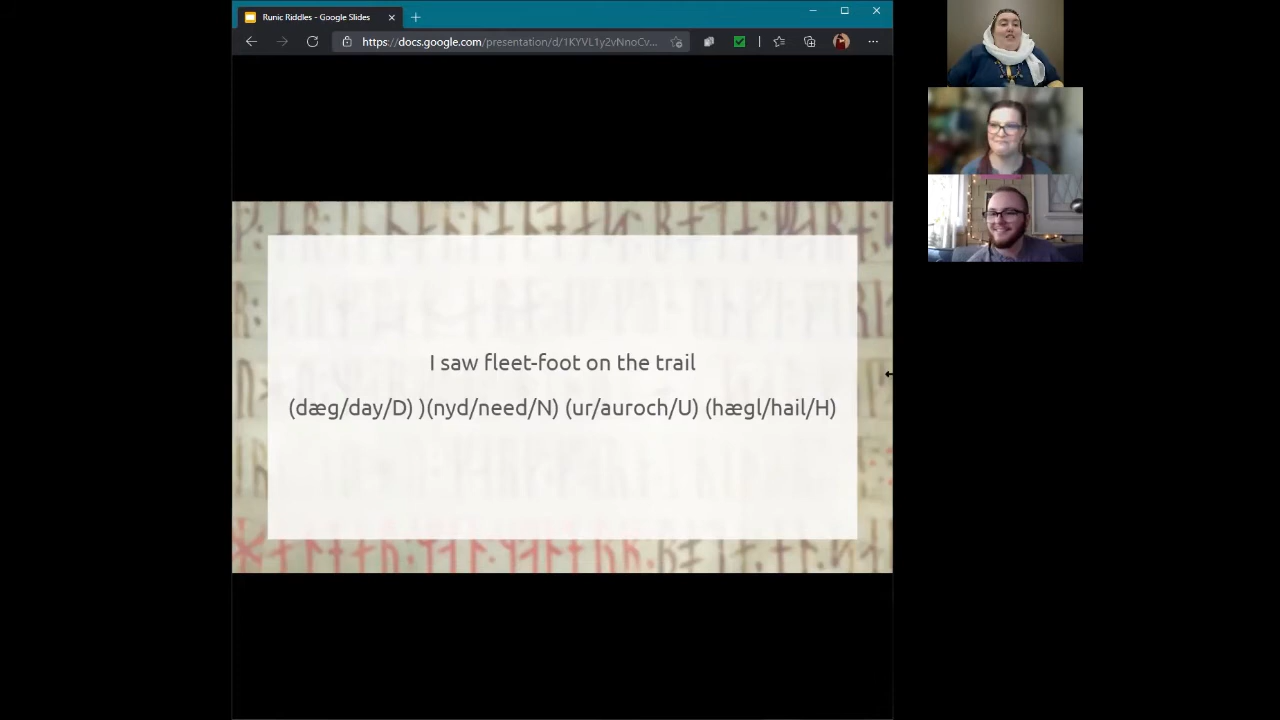 Runic Riddles - Google Slides
https://docs.google.com/presentation/d/1KYVL1y2vNnoCv...
I saw fleet-foot on the trail
(dæg/day/D) )(nyd/need/N) (ur/auroch/U) (hægl/hail/H)